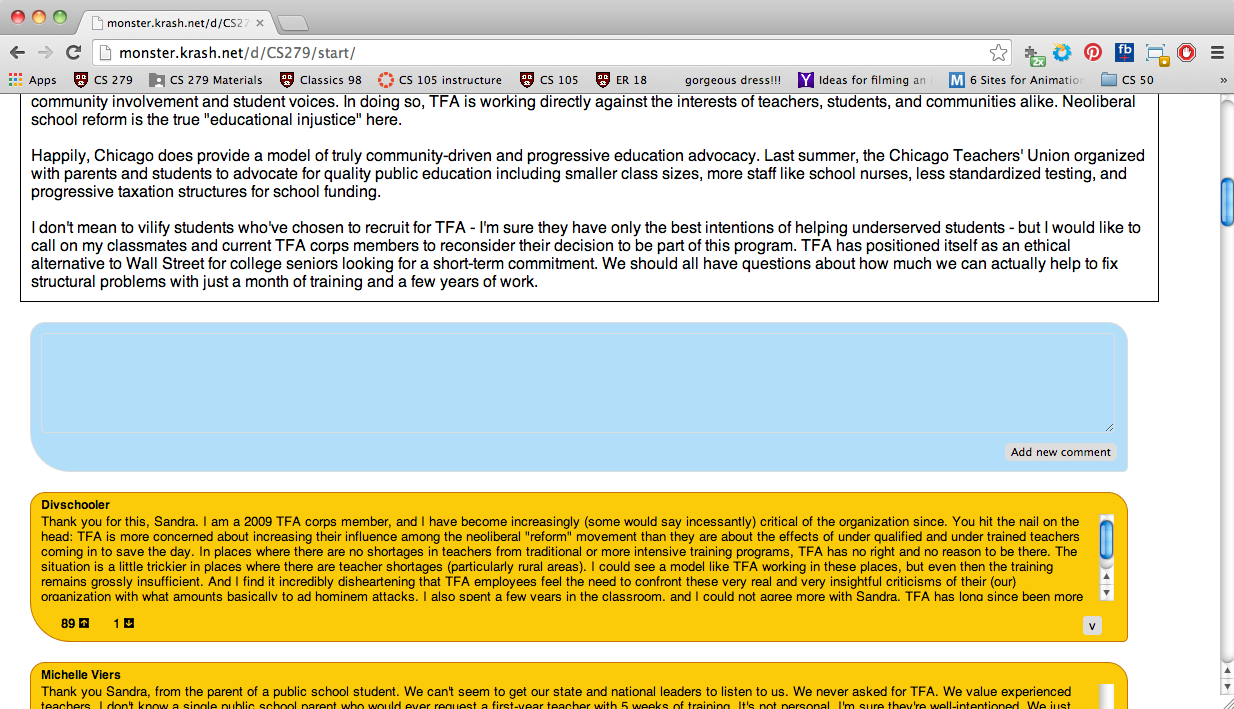 monster.krash.net/d/CS27
monster.krash.net/d/CS279/start/
2x
fb
Apps CS 279 CS 279 Materials Classics 98 CS 105 instructure CS 105 ER 18 gorgeous dress!!! Y Ideas for filming an M 6 Sites for Animatio CS 50 »
community involvement and student voices. In doing so, TFA is working directly against the interests of teachers, students, and communities alike. Neoliberal
school reform is the true "educational injustice" here.
Happily, Chicago does provide a model of truly community-driven and progressive education advocacy. Last summer, the Chicago Teachers' Union organized
with parents and students to advocate for quality public education including smaller class sizes, more staff like school nurses, less standardized testing, and
progressive taxation structures for school funding.
I don't mean to vilify students who've chosen to recruit for TFA - I'm sure they have only the best intentions of helping underserved students - but I would like to
call on my classmates and current TFA corps members to reconsider their decision to be part of this program. TFA has positioned itself as an ethical
alternative to Wall Street for college seniors looking for a short-term commitment. We should all have questions about how much we can actually help to fix
structural problems with just a month of training and a few years of work.
Add new comment
Divschooler
Thank you for this, Sandra. I am a 2009 TFA corps member, and I have become increasingly (some would say incessantly) critical of the organization since. You hit the nail on the
head: TFA is more concerned about increasing their influence among the neoliberal "reform" movement than they are about the effects of under qualified and under trained teachers
coming in to save the day. In places where there are no shortages in teachers from traditional or more intensive training programs, TFA has no right and no reason to be there. The
situation is a little trickier in places where there are teacher shortages (particularly rural areas). I could see a model like TFA working in these places, but even then the training
remains grossly insufficient. And I find it incredibly disheartening that TFA employees feel the need to confront these very real and very insightful criticisms of their (our)
organization with what amounts basically to ad hominem attacks. I also spent a few years in the classroom, and I could not agree more with Sandra. TFA has long since been more
89 1 v
Michelle Viers
Thank you Sandra, from the parent of a public school student. We can't seem to get our state and national leaders to listen to us. We never asked for TFA. We value experienced
teachers. I don't know a single public school parent who would ever request a first-year teacher with 5 weeks of training. It's not personal. I'm sure they're well-intentioned. We just